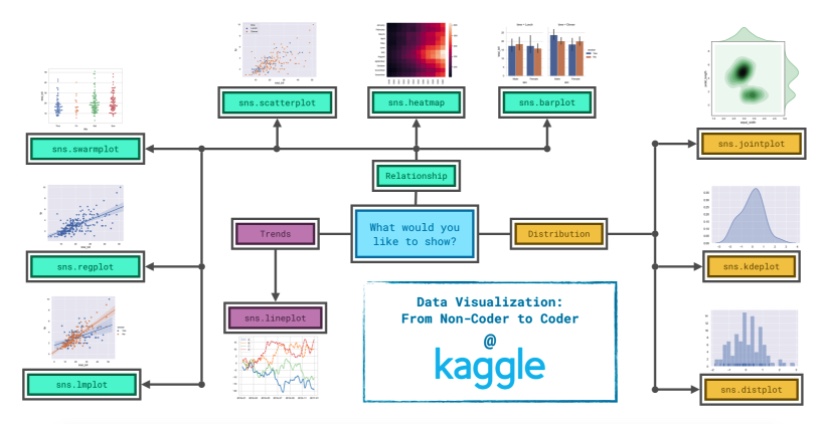 sns.scatterplot
sns.heatmap
sns.barplot
sns.swarmplot
sns.jointplot
Relationship
Trends
What would you
like to show?
Distribution
sns.regplot
sns.kdeplot
sns.lineplot
Data Visualization:
From Non-Coder to Coder
@
kaggle
sns.lmplot
sns.distplot